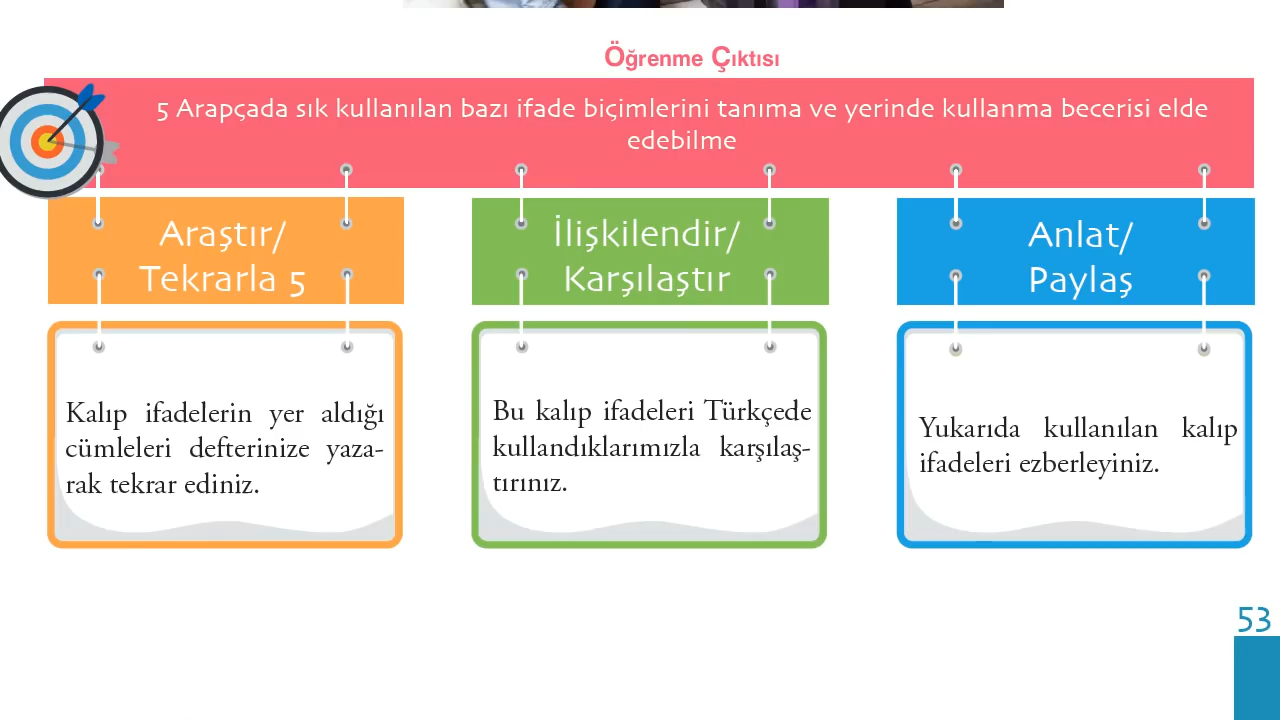 Öğrenme Çıktısı
5 Arapçada sık kullanılan bazı ifade biçimlerini tanıma ve yerinde kullanma becerisi elde
edebilme
Araştır/
Tekrarla 5
Kalıp ifadelerin yer aldığı
cümleleri defterinize yaza-
rak tekrar ediniz.
İlişkilendir/
Karşılaştır
Bu kalıp ifadeleri Türkçede
kullandıklarımızla karşılaş-
tırınız.
Anlat/
Paylaş
Yukarıda kullanılan kalıp
ifadeleri ezberleyiniz.
53